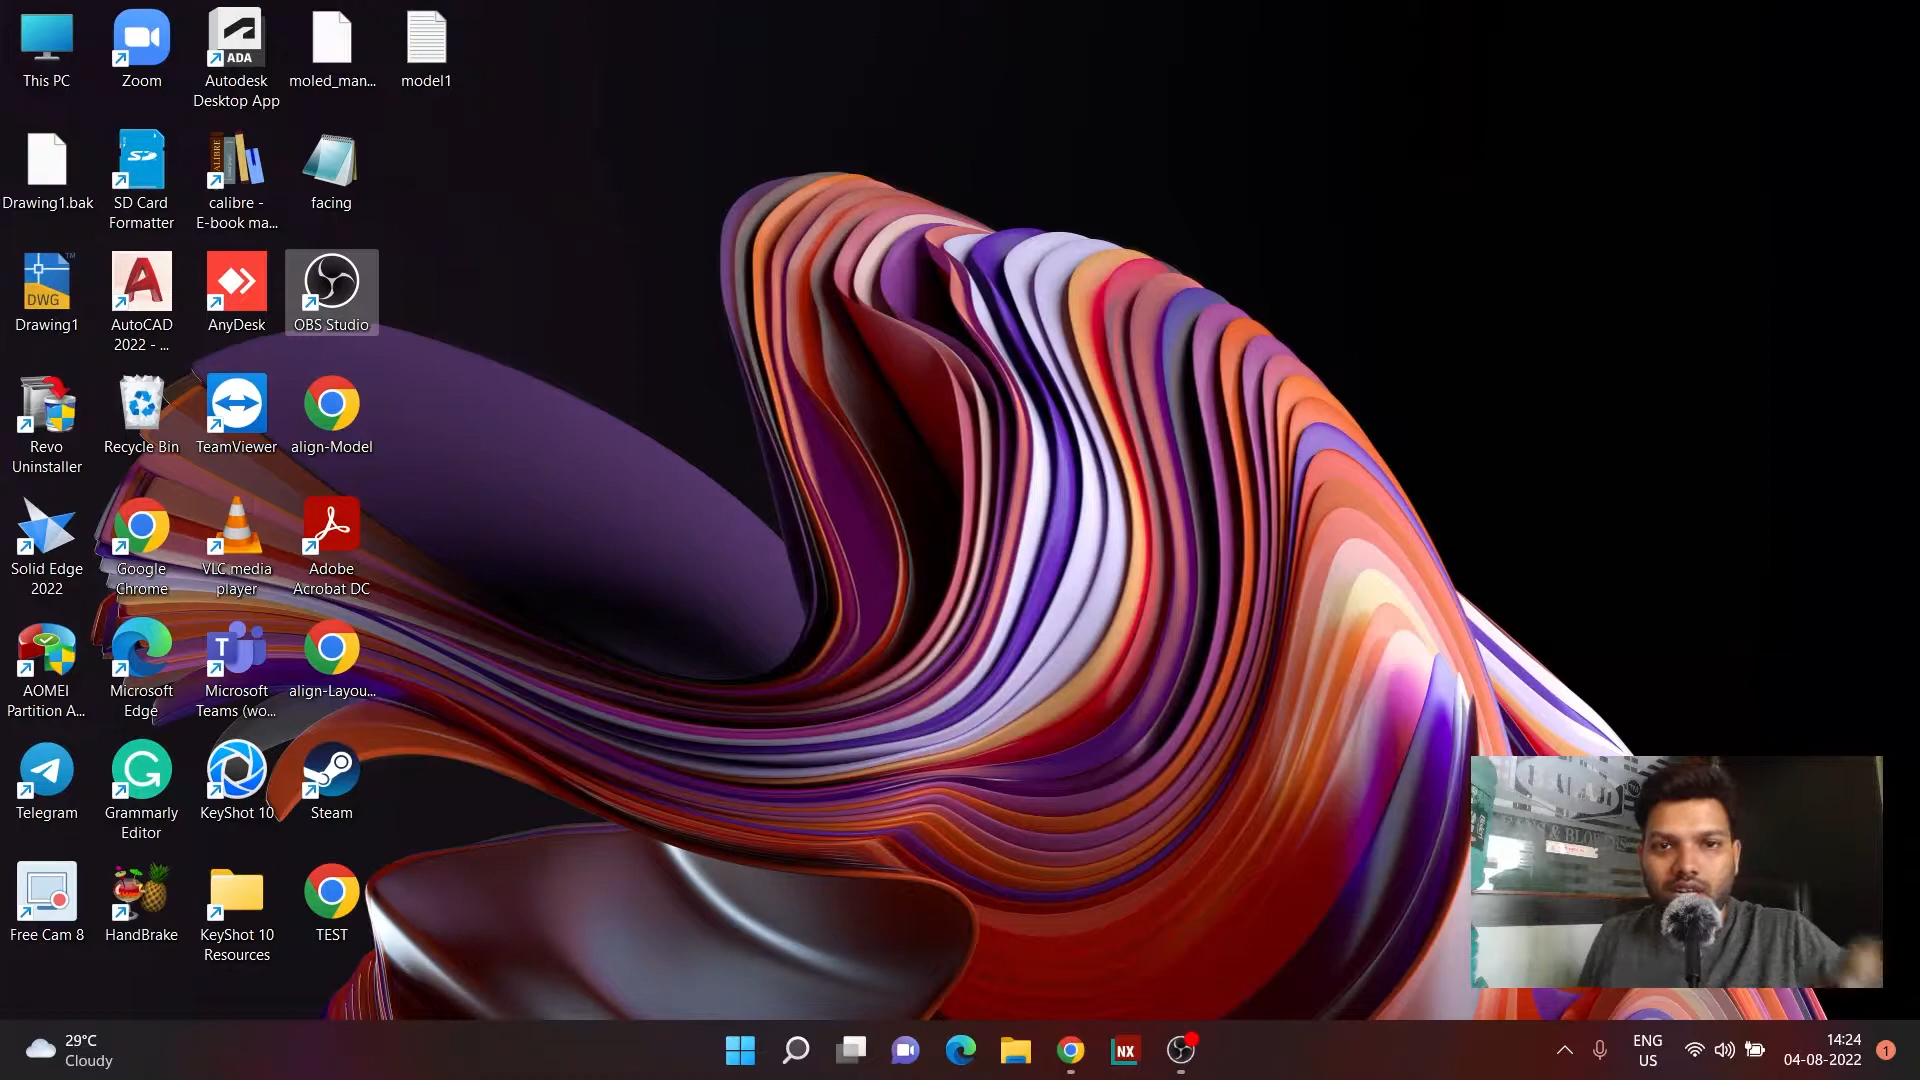 This PC
Zoom
ADA
Autodesk
Desktop App
moled_man...
model1
Drawing1.bak
SD
SD Card
Formatter
CALIBRE
calibre -
E-book ma...
facing
DWG
Drawing1
A
AutoCAD
2022 - ...
AnyDesk
OBS Studio
Revo
Uninstaller
Recycle Bin
TeamViewer
align-Model
Solid Edge
2022
Google
Chrome
VLC media
player
Adobe
Acrobat DC
AOMEI
Partition A...
Microsoft
Edge
T
Microsoft
Teams (wo...
align-Layou...
Telegram
G
Grammarly
Editor
KeyShot 10
Steam
Free Cam 8
HandBrake
KeyShot 10
Resources
TEST
29°C
Cloudy
NX
ENG
US
14:24
04-08-2022
1